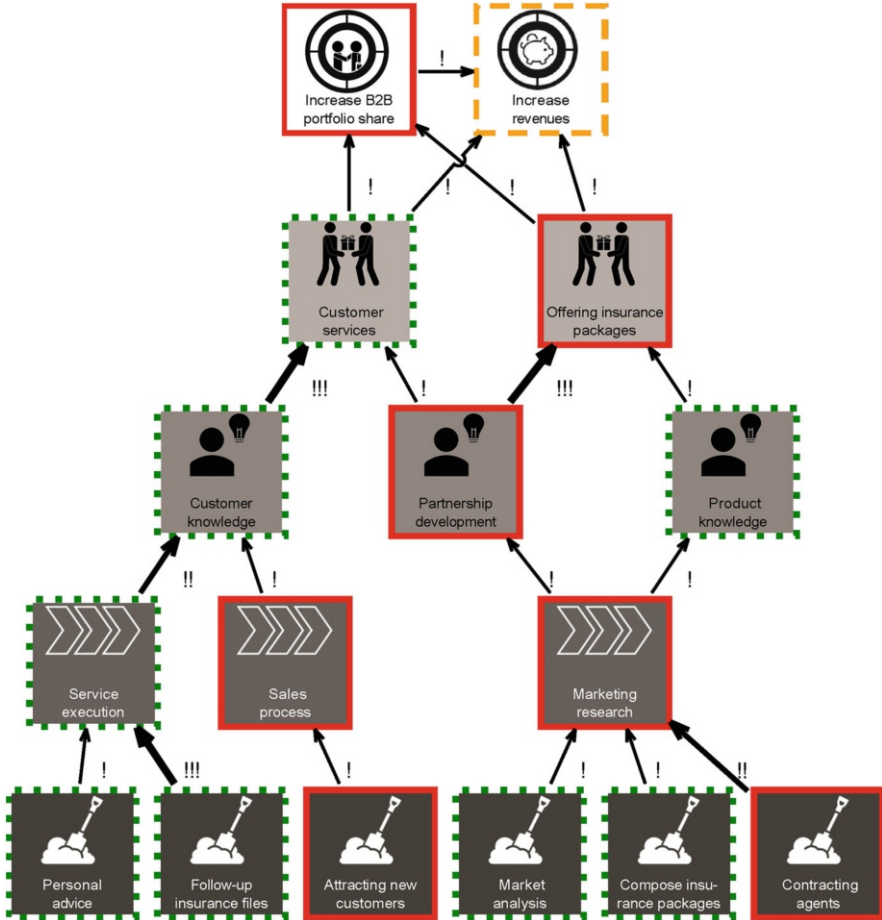 !
Increase B2B
portfolio share
Increase
revenues
! ! ! !
Customer
services
Offering insurance
packages
!!! ! !!! !
Customer
knowledge
Partnership
development
Product
knowledge
!! ! ! !
Service
execution
Sales
process
Marketing
research
! !!! ! ! ! !!
Personal
advice
Follow-up
insurance files
Attracting new
customers
Market
analysis
Compose insu-
rance packages
Contracting
agents